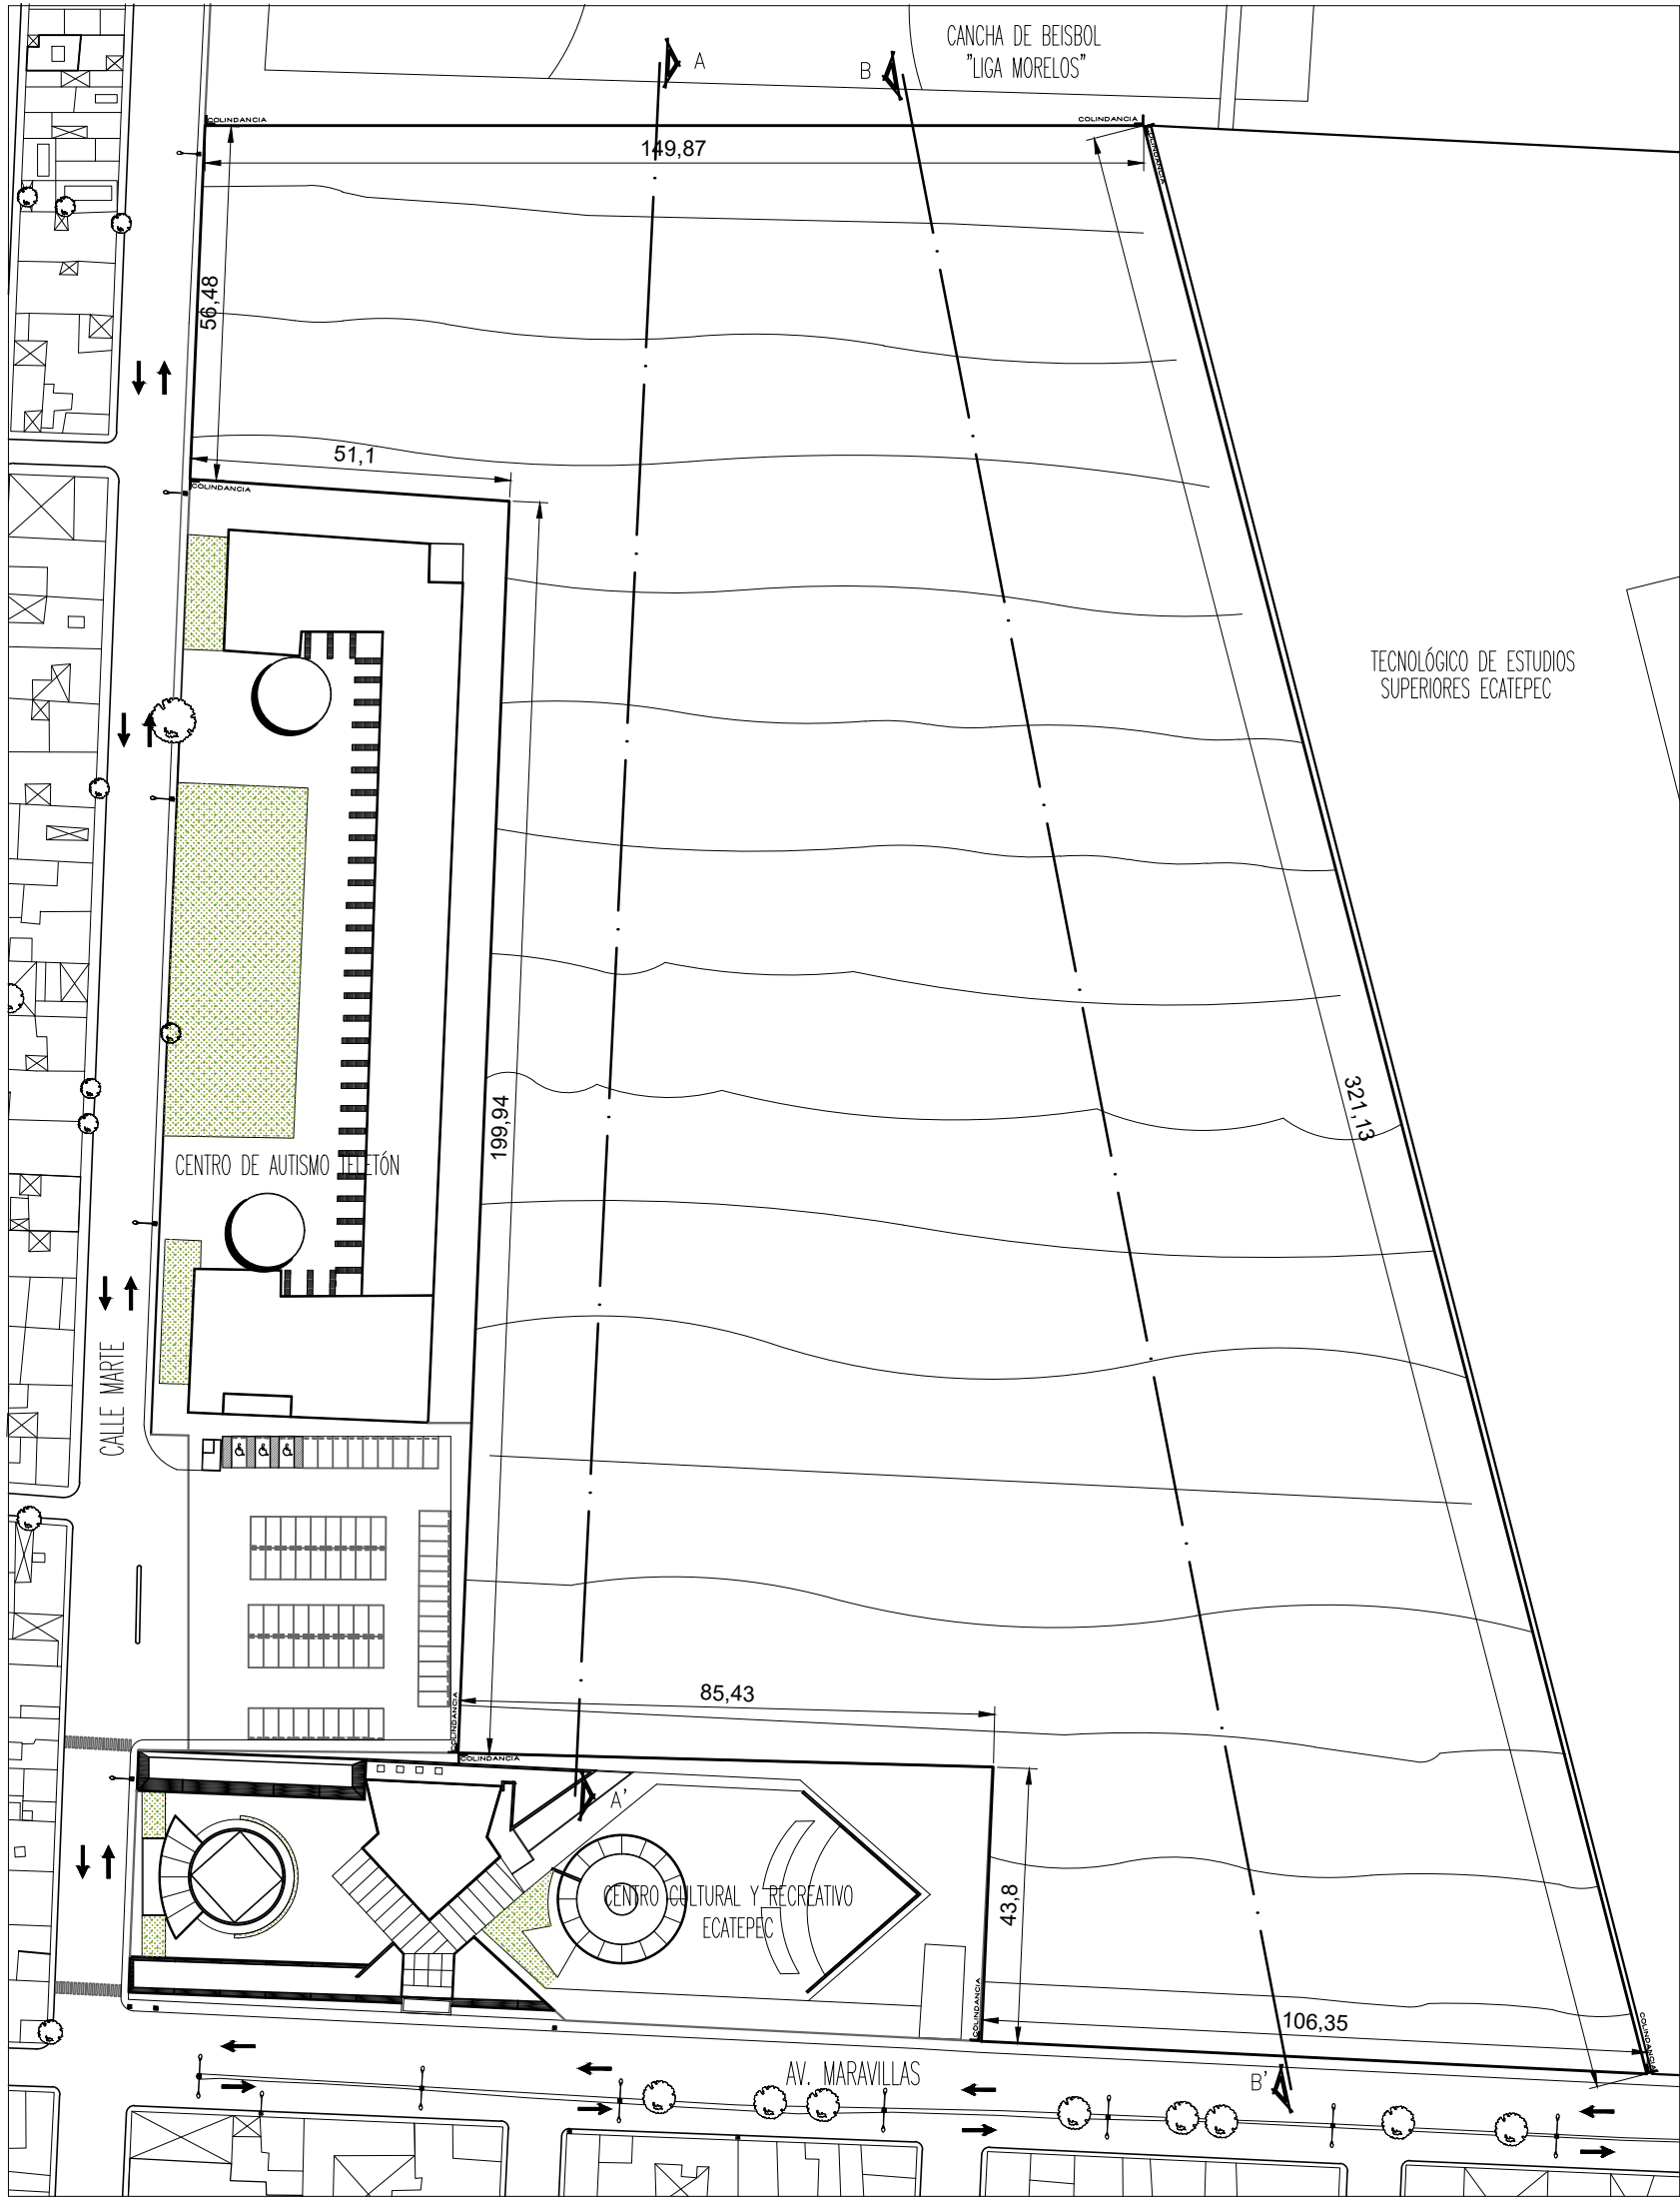 CANCHA DE BEISBOL
"LIGA MORELOS"
A
B
COLINDANCIA
COLINDANCIA
COLINDANCIA
149,87
56,48
51,1
COLINDANCIA
TECNOLÓGICO DE ESTUDIOS
SUPERIORES ECATEPEC
321,13
199,94
CENTRO DE AUTISMO TELETÓN
CALLE MARTE
85,43
COLINDANCIA
COLINDANCIA
A'
CENTRO CULTURAL Y RECREATIVO
ECATEPEC
43,8
COLINDANCIA
106,35
COLINDANCIA
AV. MARAVILLAS
B'